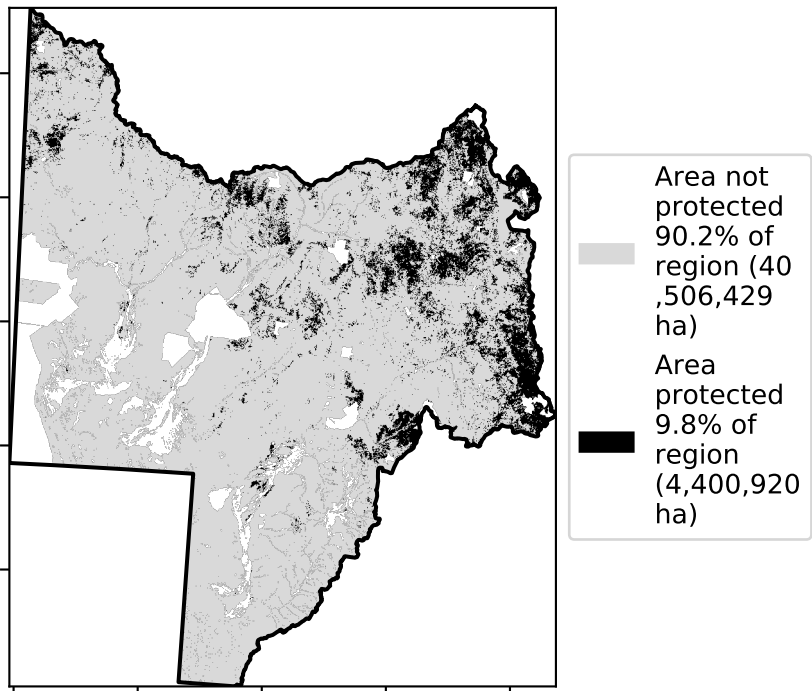 Area not
protected
90.2% of
region (40
,506,429
ha)
Area
protected
9.8% of
region
(4,400,920
ha)